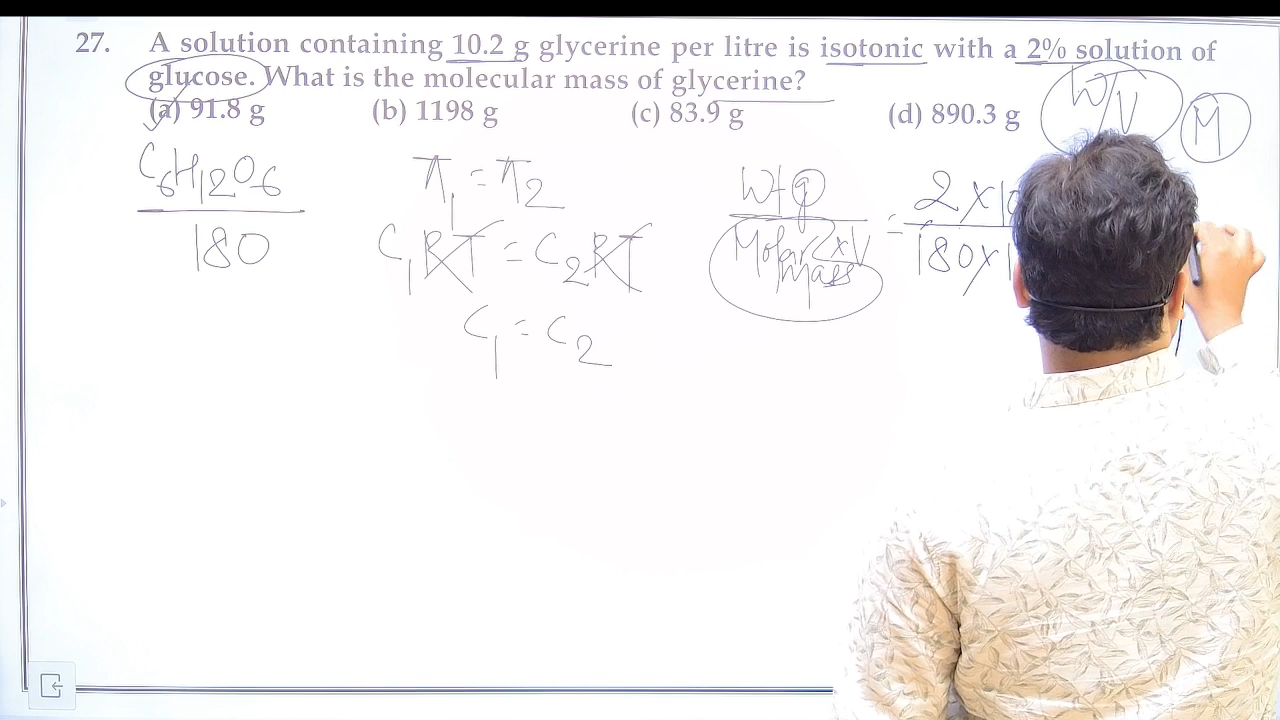 27. A solution containing 10.2 g glycerine per litre is isotonic with a 2% solution of
glucose. What is the molecular mass of glycerine?
(a) 91.8 g (b) 1198 g (c) 83.9 g (d) 890.3 g
W/V M
C6H12O6
180
π1 = π2
C1RT = C2RT
C1 = C2
Molar mass × V
= 2 × 
180 ×